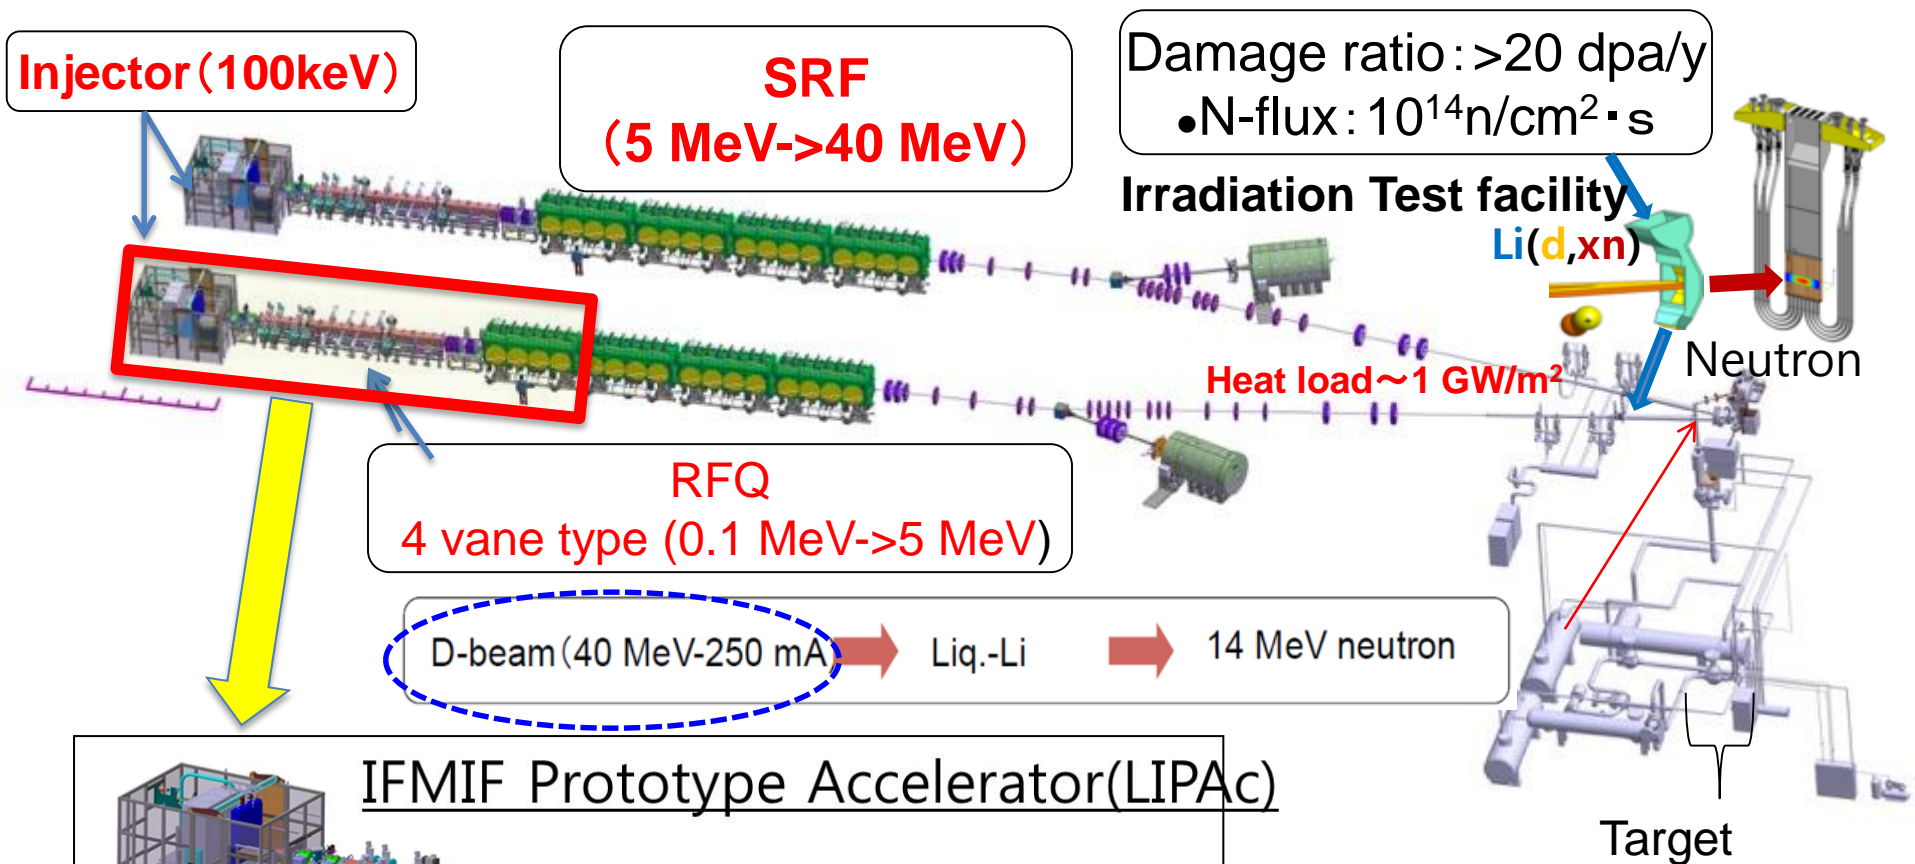 Injector（100keV）
SRF
（5 MeV->40 MeV）
Damage ratio：>20 dpa/y
•N-flux：10¹⁴n/cm²・s
Irradiation Test facility
Li(d,xn)
Neutron
Heat load～1 GW/m²
RFQ
4 vane type (0.1 MeV->5 MeV)
D-beam（40 MeV-250 mA） Liq.-Li 14 MeV neutron
IFMIF Prototype Accelerator(LIPAc)
Target